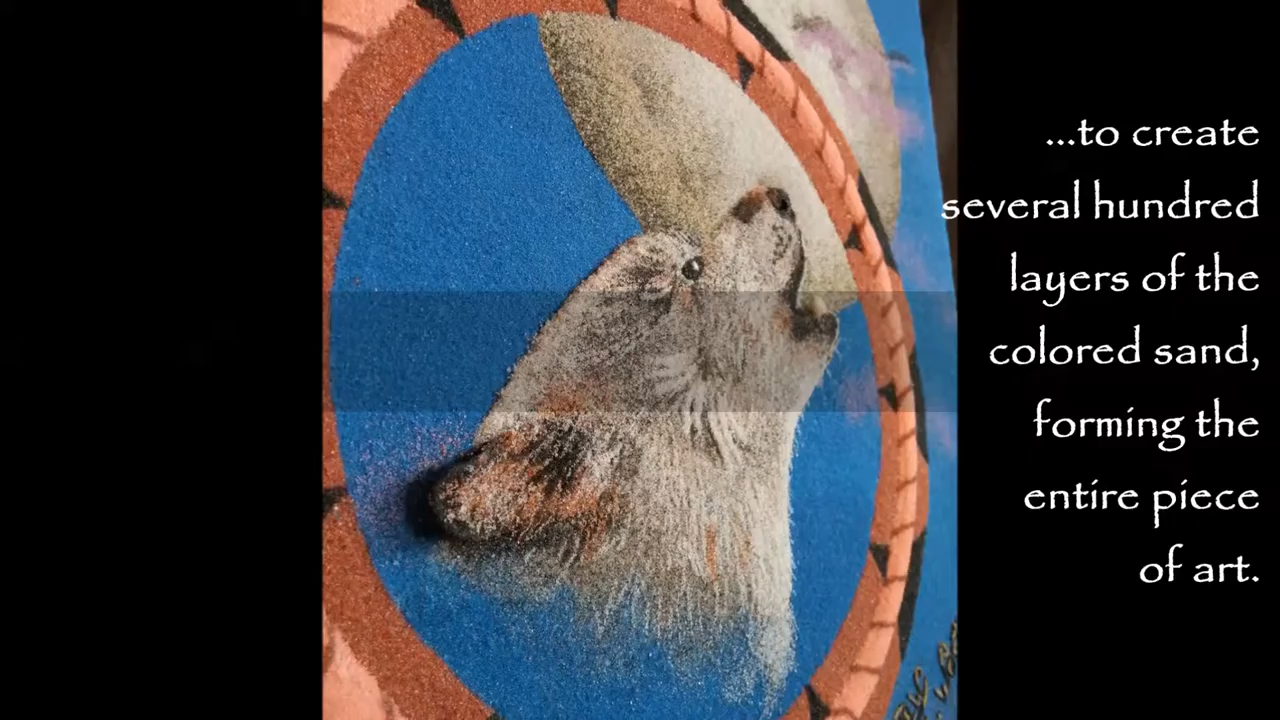 ...to create
several hundred
layers of the
colored sand,
forming the
entire piece
of art.